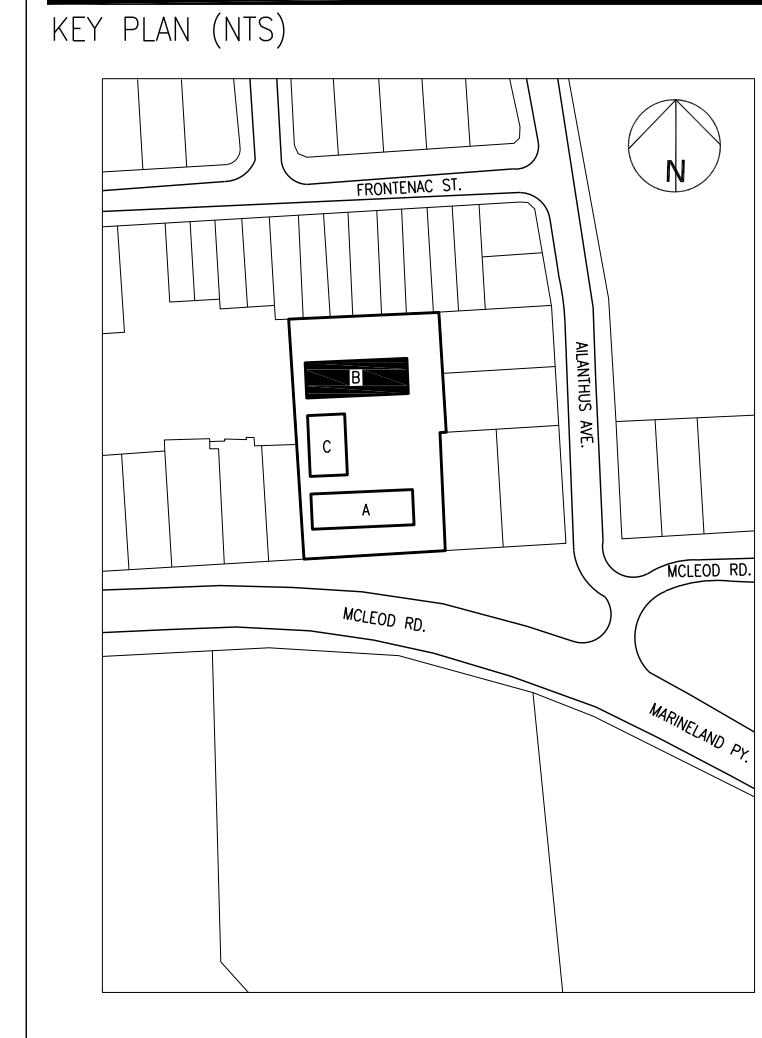 KEY PLAN (NTS)
N
FRONTENAC ST.
AILANTHUS AVE.
B
C
A
MCLEOD RD.
MCLEOD RD.
MARINELAND PY.